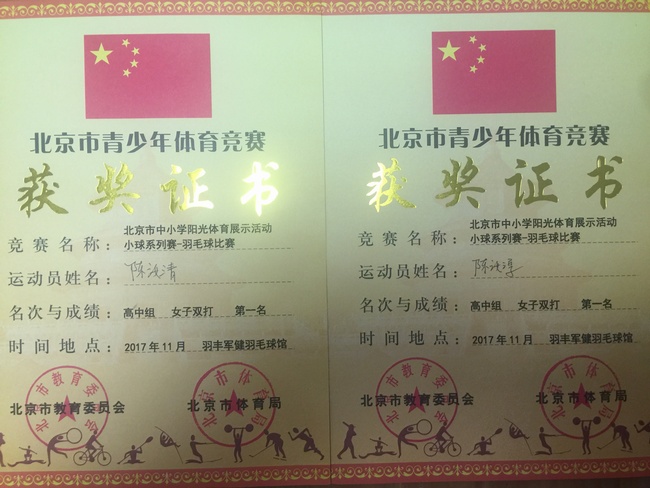 北京市青少年体育竞赛
获奖证书
北京市中小学阳光体育展示活动
竞赛名称：小球系列赛-羽毛球比赛
运动员姓名：陈汝清
名次与成绩：高中组 女子双打 第一名
时间地点：2017年11月 羽丰军健羽毛球馆
北京市教育委员会 北京市体育局
北京市青少年体育竞赛
获奖证书
北京市中小学阳光体育展示活动
竞赛名称：小球系列赛-羽毛球比赛
运动员姓名：陈
名次与成绩：高中组 女子双打 第一名
时间地点：2017年11月 羽丰军健羽毛球馆
北京市教育委员会 北京市体育局